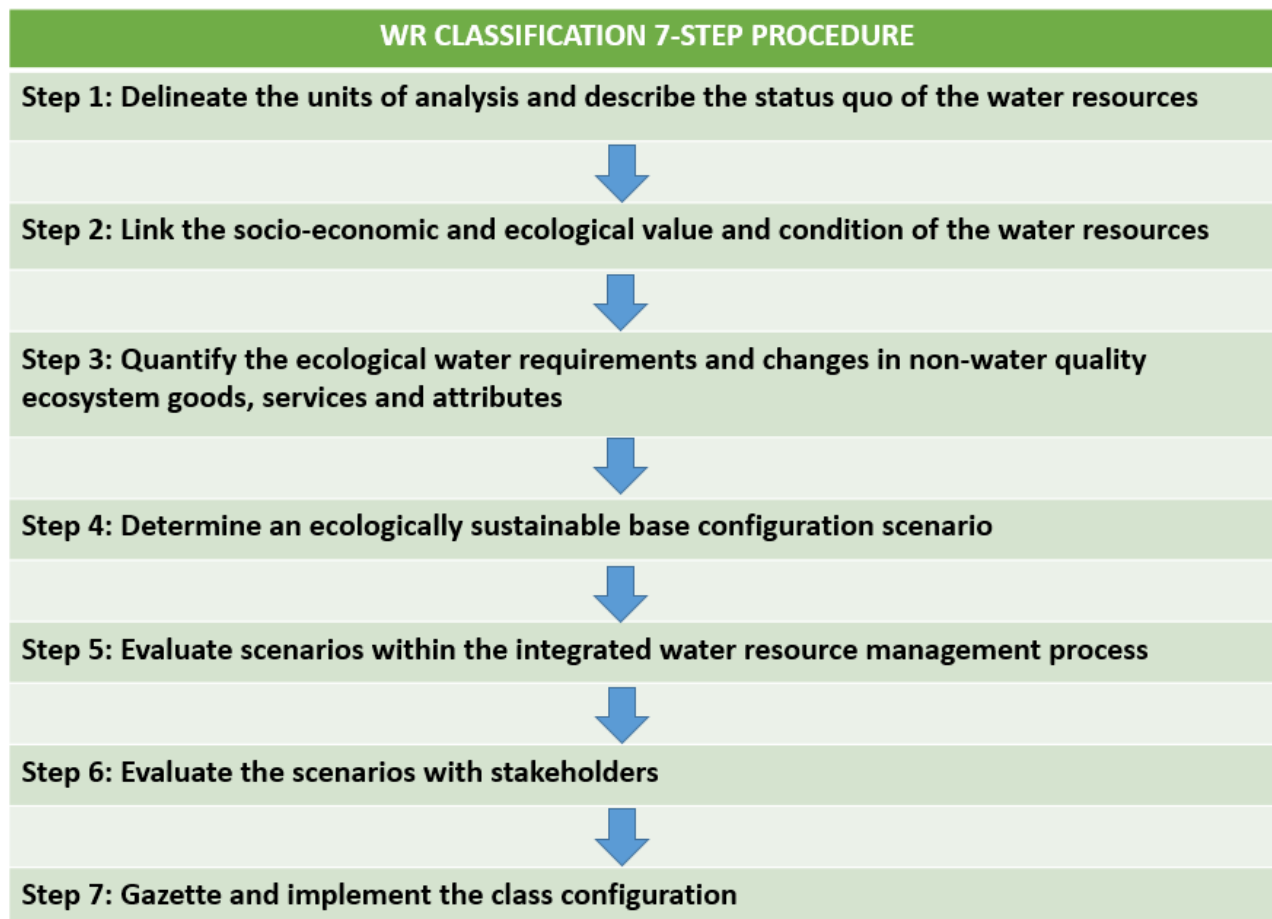 WR CLASSIFICATION 7-STEP PROCEDURE
Step 1: Delineate the units of analysis and describe the status quo of the water resources
Step 2: Link the socio-economic and ecological value and condition of the water resources
Step 3: Quantify the ecological water requirements and changes in non-water quality
ecosystem goods, services and attributes
Step 4: Determine an ecologically sustainable base configuration scenario
Step 5: Evaluate scenarios within the integrated water resource management process
Step 6: Evaluate the scenarios with stakeholders
Step 7: Gazette and implement the class configuration